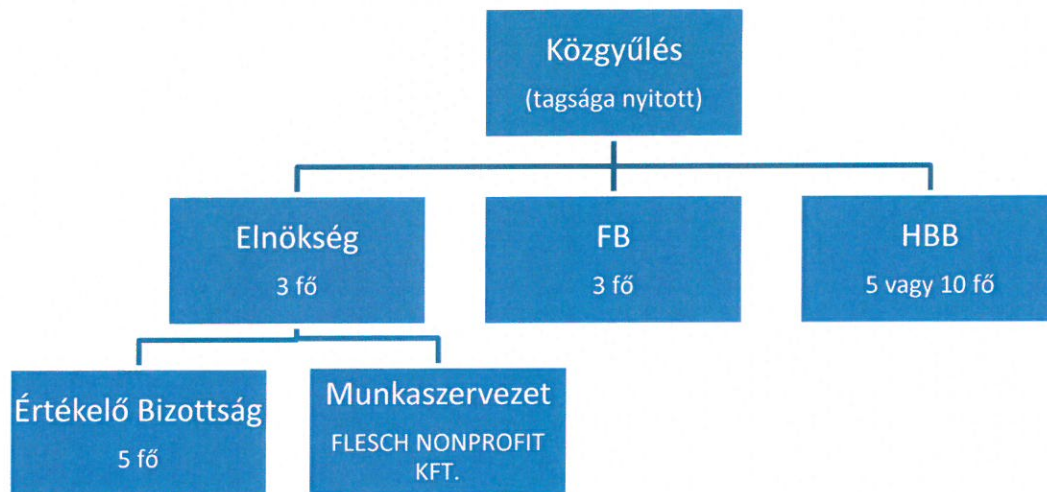 Közgyűlés
(tagsága nyitott)
Elnökség
3 fő
FB
3 fő
HBB
5 vagy 10 fő
Értékelő Bizottság
5 fő
Munkaszervezet
FLESCH NONPROFIT
KFT.